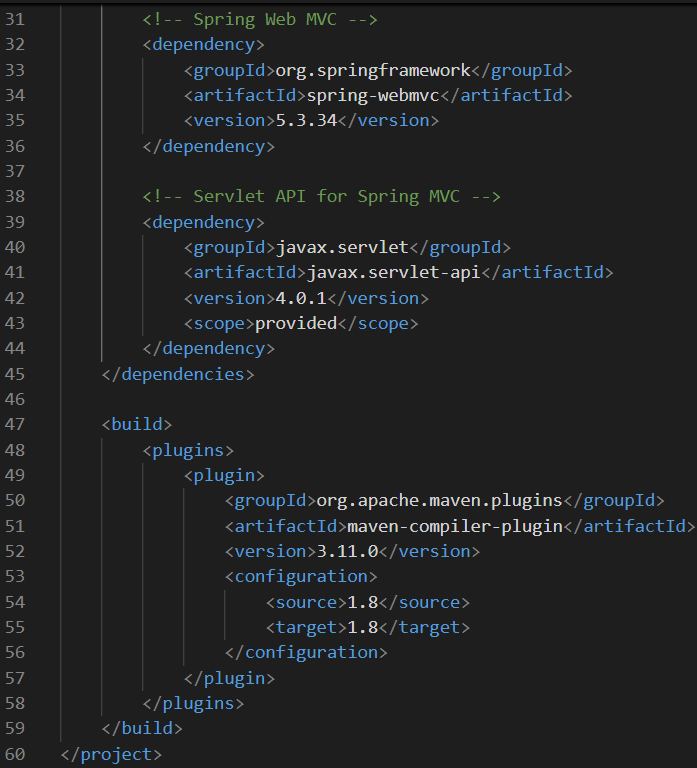 31 <!-- Spring Web MVC -->
32 <dependency>
33 <groupId>org.springframework</groupId>
34 <artifactId>spring-webmvc</artifactId>
35 <version>5.3.34</version>
36 </dependency>
37
38 <!-- Servlet API for Spring MVC -->
39 <dependency>
40 <groupId>javax.servlet</groupId>
41 <artifactId>javax.servlet-api</artifactId>
42 <version>4.0.1</version>
43 <scope>provided</scope>
44 </dependency>
45 </dependencies>
46
47 <build>
48 <plugins>
49 <plugin>
50 <groupId>org.apache.maven.plugins</groupId>
51 <artifactId>maven-compiler-plugin</artifactId>
52 <version>3.11.0</version>
53 <configuration>
54 <source>1.8</source>
55 <target>1.8</target>
56 </configuration>
57 </plugin>
58 </plugins>
59 </build>
60 </project>